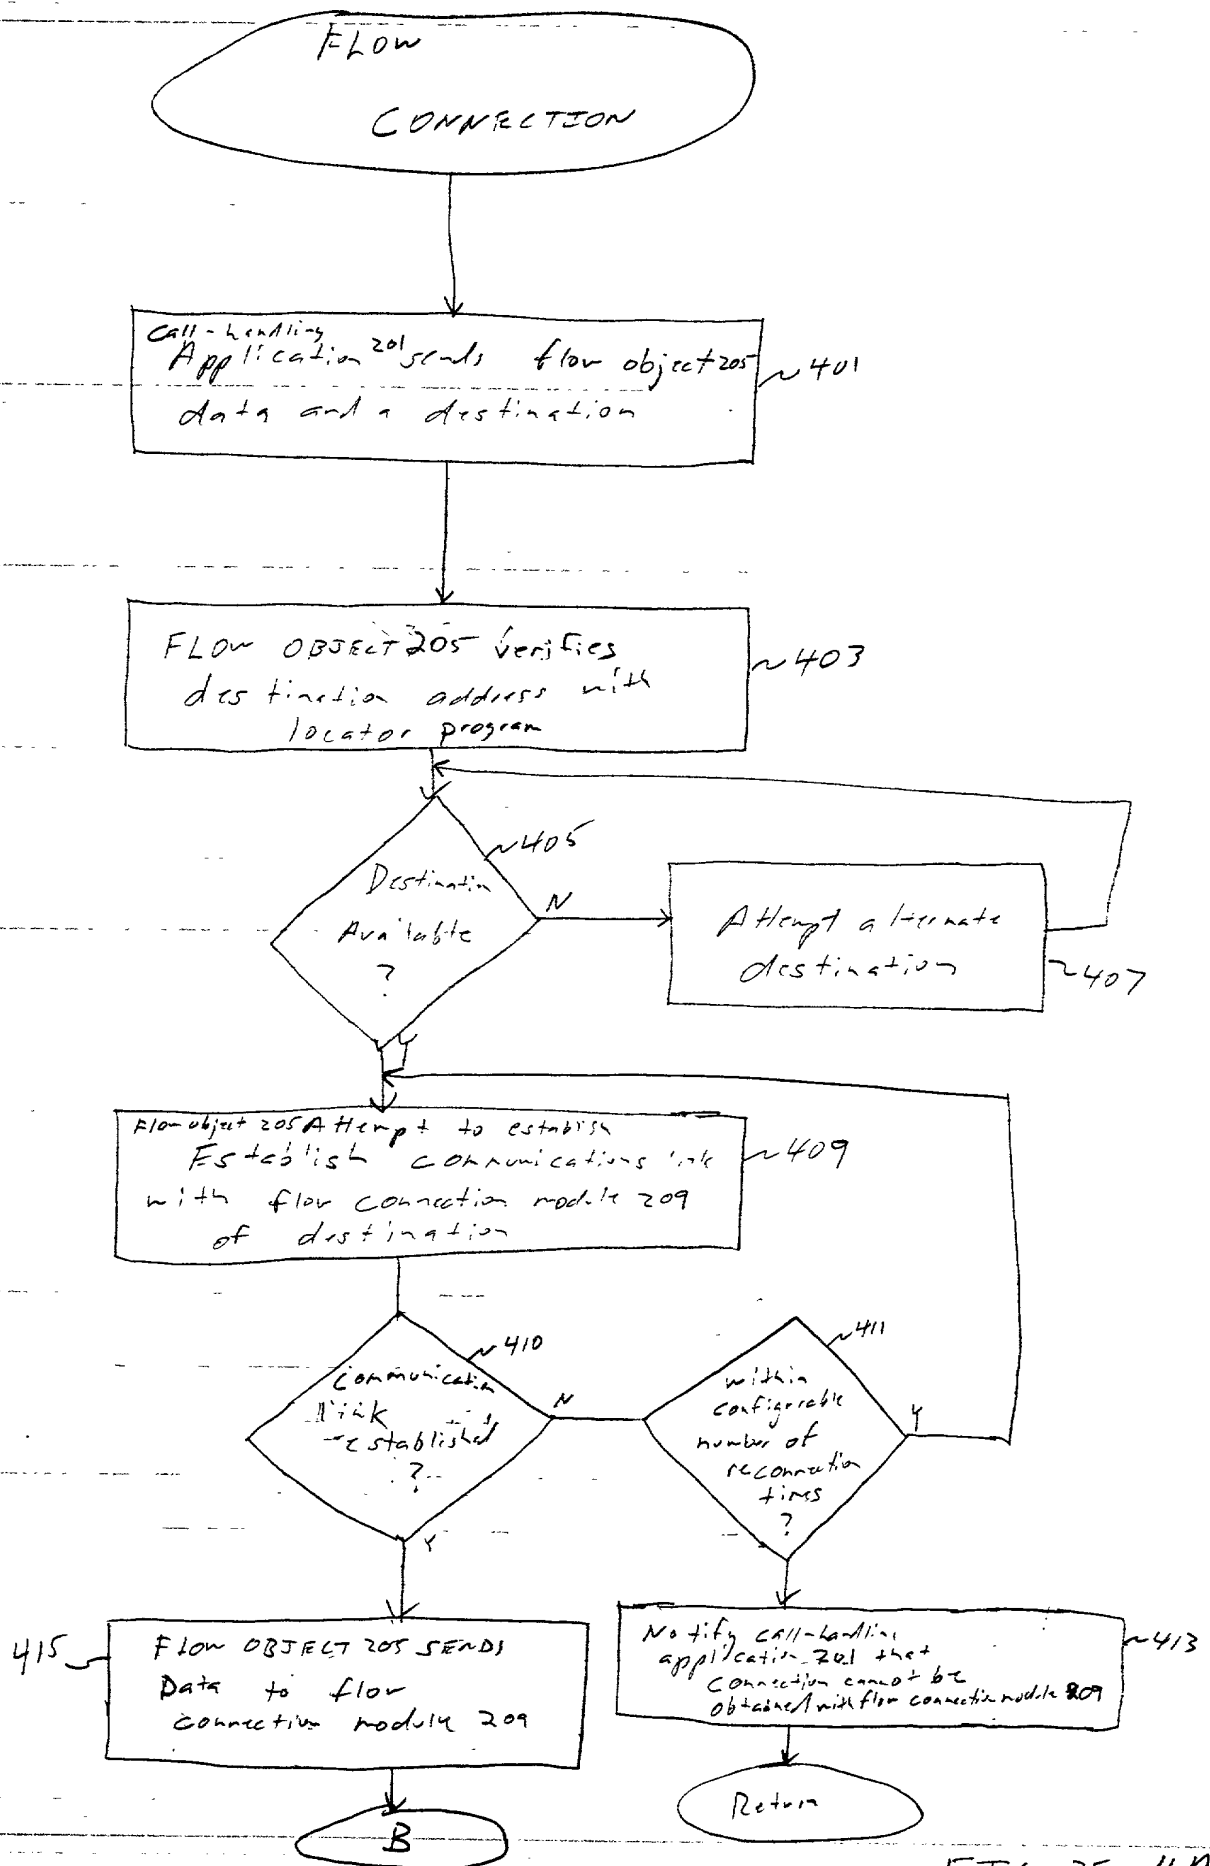 FLOW
CONNECTION
Call-handling
Application 201 sends flow object 205
data and a destination
401
FLOW OBJECT 205 verifies
destination address with
locator program
403
405
Destination
Available
?
N
Attempt alternate
destination
407
Y
Flow object 205 Attempt to establish
Establish communications link
with flow connection module 209
of destination
409
410
Communication
link
established
?
N
411
within
configurable
number of
reconnection
times
?
Y
Y
415
FLOW OBJECT 205 SENDS
Data to flow
connection module 209
Notify call-handling
application 201 that
connection cannot be
obtained with flow connection module 209
413
B
Return